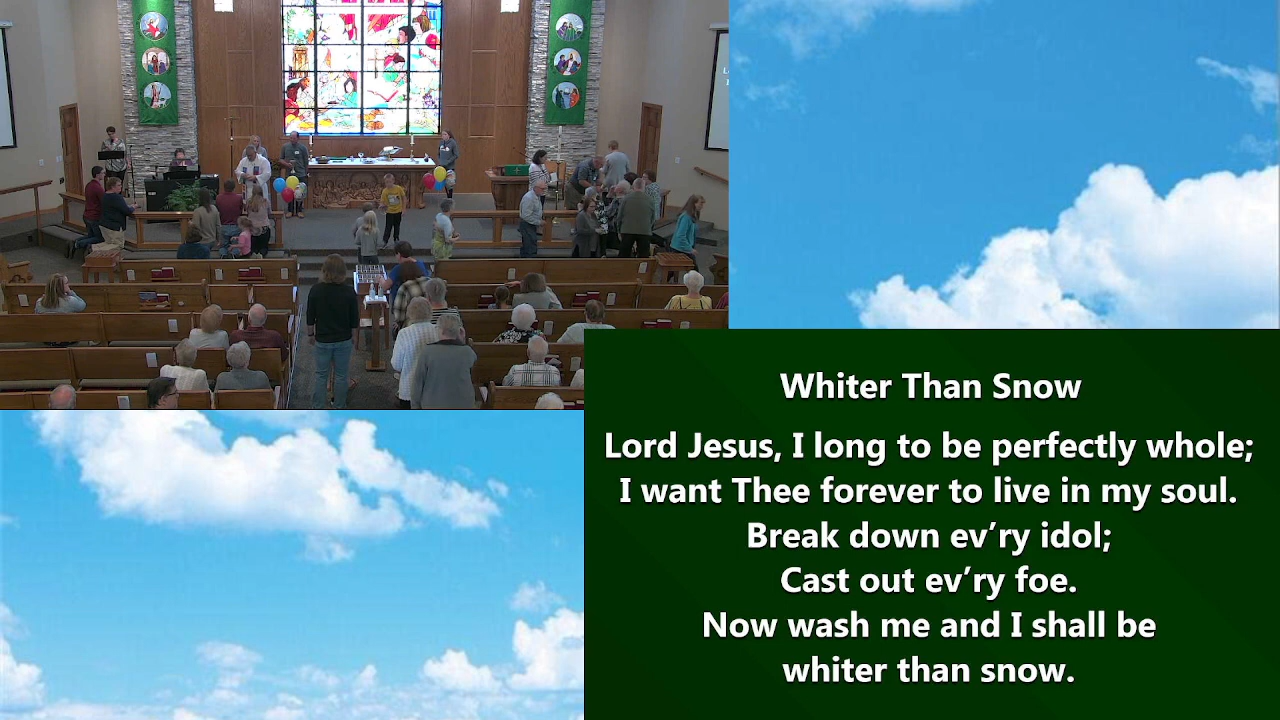 Whiter Than Snow
Lord Jesus, I long to be perfectly whole;
I want Thee forever to live in my soul.
Break down ev’ry idol;
Cast out ev’ry foe.
Now wash me and I shall be
whiter than snow.